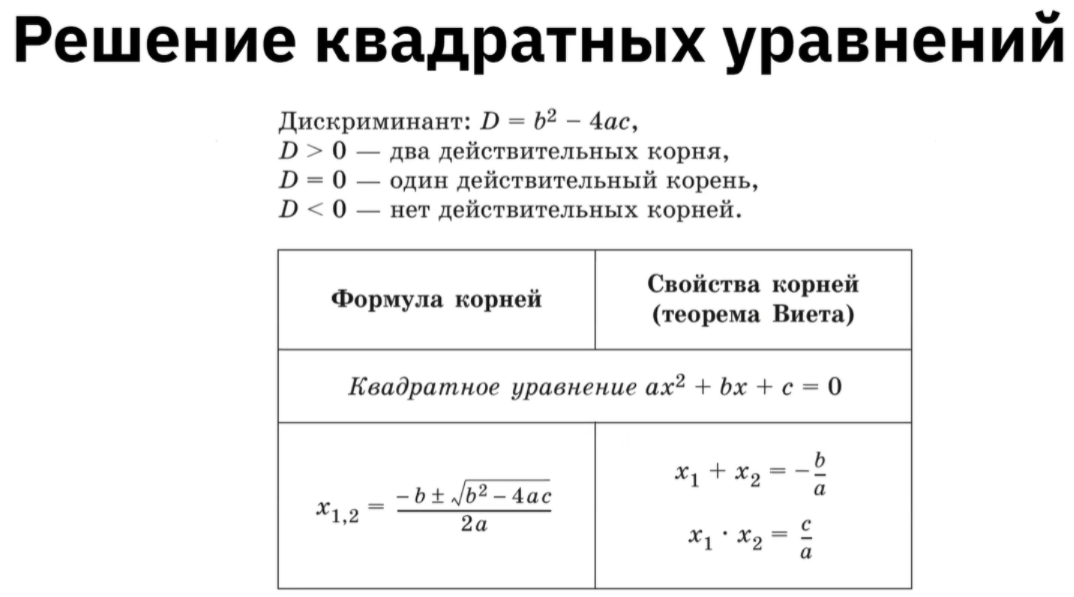 Решение квадратных уравнений
Дискриминант: D = b² – 4ac,
D > 0 — два действительных корня,
D = 0 — один действительный корень,
D < 0 — нет действительных корней.
Формула корней
Свойства корней
(теорема Виета)
Квадратное уравнение ax² + bx + c = 0
x₁,₂ = (–b ± √(b² – 4ac)) / 2a
x₁ + x₂ = –b/a
x₁ · x₂ = c/a